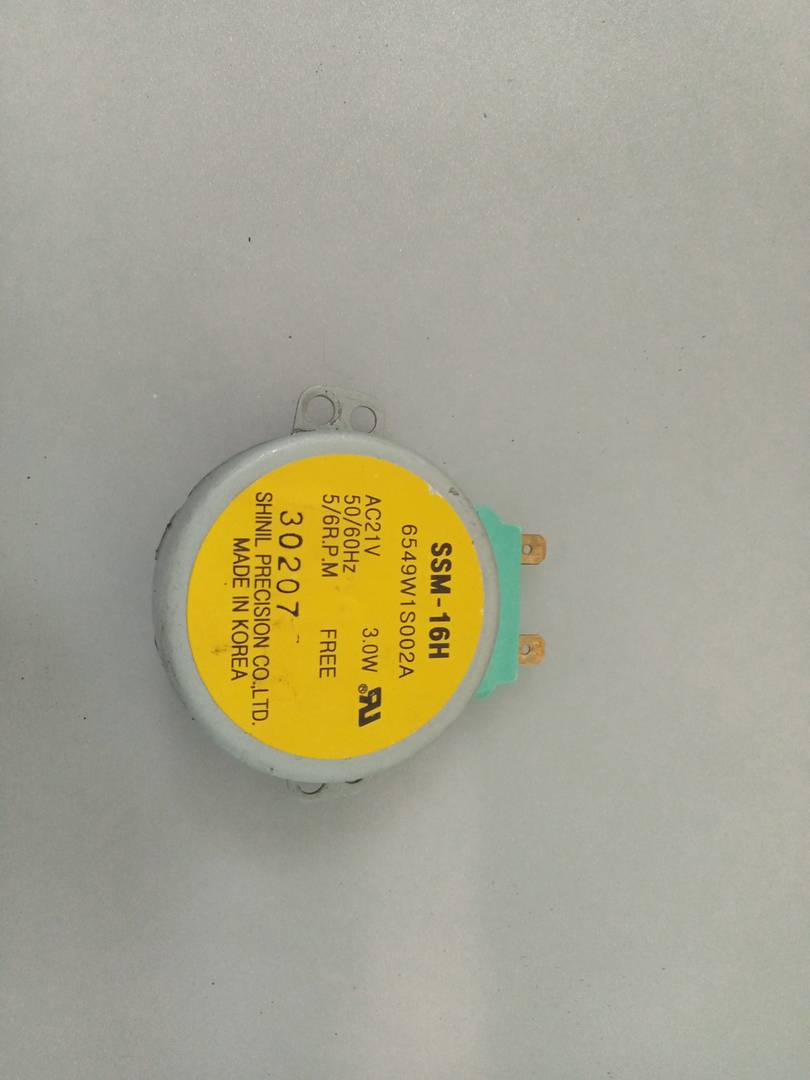 SSM-16H
6549W1S002A
AC21V 3.0W
50/60Hz
5/6R.P.M FREE
30207
SHINIL PRECISION CO.,LTD.
MADE IN KOREA